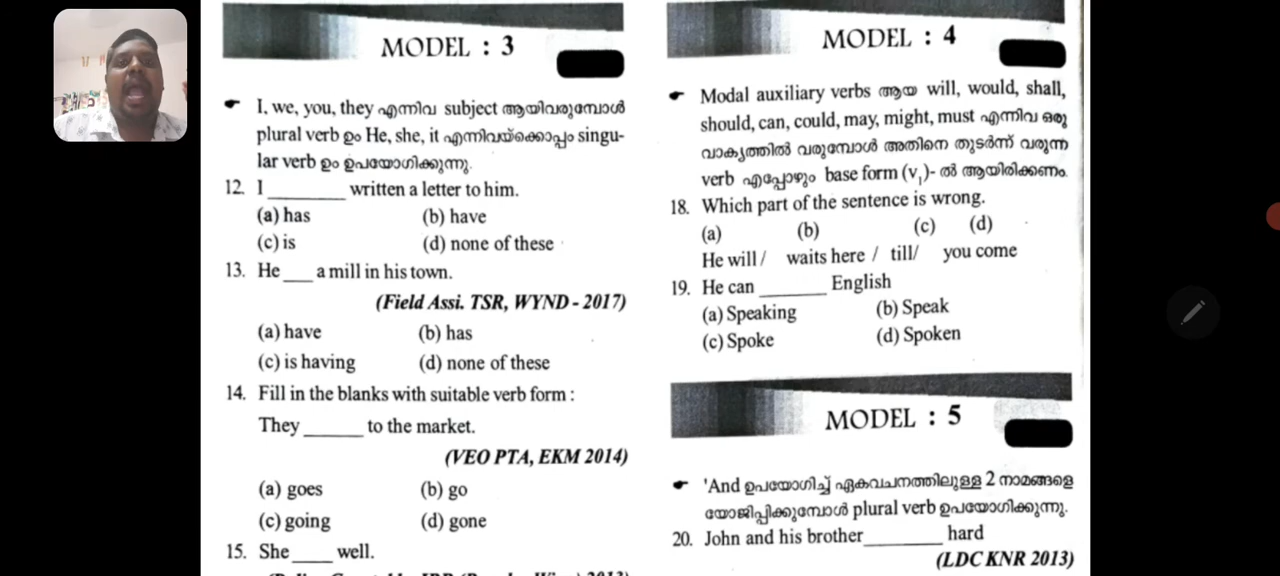 MODEL : 3
I, we, you, they എന്നിവ subject ആയിവരുമ്പോൾ
plural verb ഉം He, she, it എന്നിവയ്ക്കൊപ്പം singu-
lar verb ഉം ഉപയോഗിക്കുന്നു.
12. I ________ written a letter to him.
(a) has (b) have
(c) is (d) none of these
13. He ___ a mill in his town.
(Field Assi. TSR, WYND - 2017)
(a) have (b) has
(c) is having (d) none of these
14. Fill in the blanks with suitable verb form :
They ______ to the market.
(VEO PTA, EKM 2014)
(a) goes (b) go
(c) going (d) gone
15. She ____ well.
MODEL : 4
Modal auxiliary verbs ആയ will, would, shall,
should, can, could, may, might, must എന്നിവ ഒരു
വാക്യത്തിൽ വരുമ്പോൾ അതിനെ തുടർന്ന് വരുന്ന
verb എപ്പോഴും base form (v₁)- ൽ ആയിരിക്കണം.
18. Which part of the sentence is wrong.
(a) (b) (c) (d)
He will / waits here / till/ you come
19. He can _______ English
(a) Speaking (b) Speak
(c) Spoke (d) Spoken
MODEL : 5
'And ഉപയോഗിച്ച് ഏകവചനത്തിലുള്ള 2 നാമങ്ങളെ
യോജിപ്പിക്കുമ്പോൾ plural verb ഉപയോഗിക്കുന്നു.
20. John and his brother ________ hard
(LDC KNR 2013)